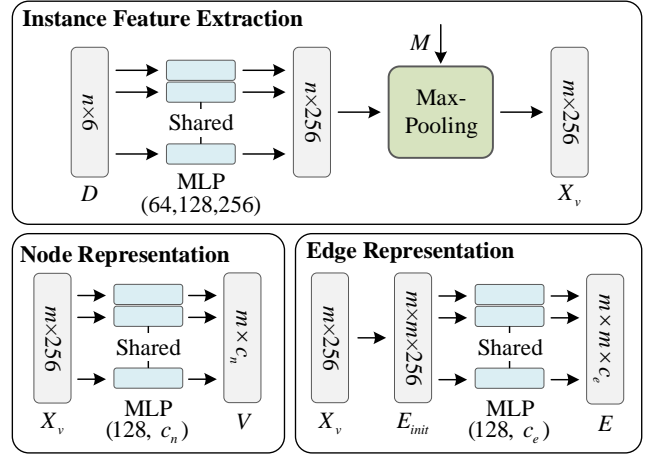 Instance Feature Extraction
n×6
D
Shared
MLP
(64,128,256)
n×256
M
Max-
Pooling
m×256
X_v
Node Representation
m×256
X_v
Shared
MLP
(128, c_n)
m×c_n
V
Edge Representation
m×256
X_v
m×m×256
E_init
Shared
MLP
(128, c_e)
m×m×c_e
E